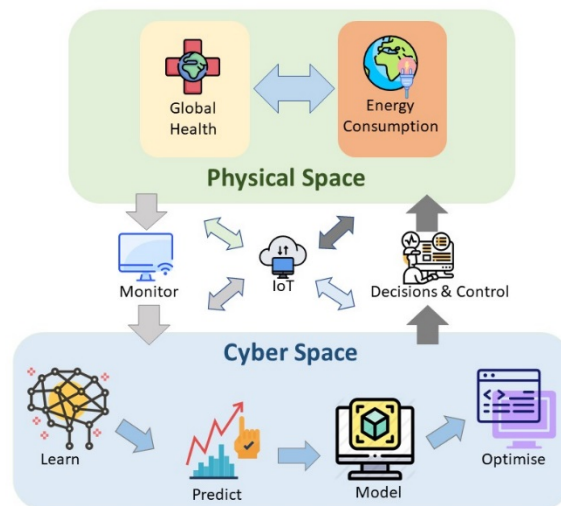 Global
Health
Energy
Consumption
Physical Space
Monitor
IoT
Decisions & Control
Cyber Space
Learn
Predict
Model
Optimise